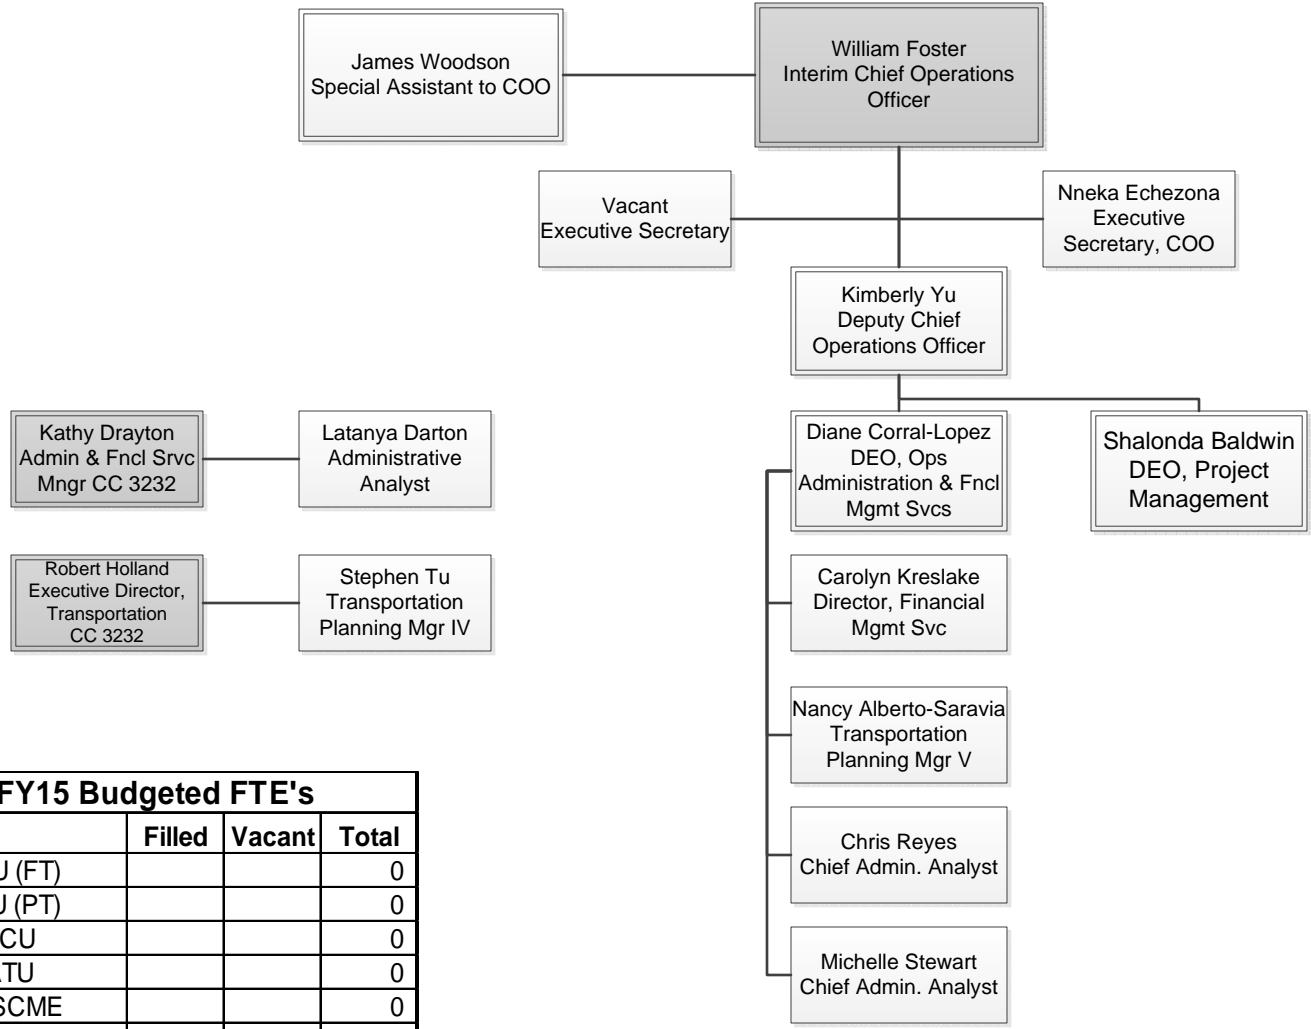 James Woodson
Special Assistant to COO
William Foster
Interim Chief Operations
Officer
Vacant
Executive Secretary
Nneka Echezona
Executive
Secretary, COO
Kimberly Yu
Deputy Chief
Operations Officer
Kathy Drayton
Admin & Fncl Srvc
Mngr CC 3232
Latanya Darton
Administrative
Analyst
Diane Corral-Lopez
DEO, Ops
Administration & Fncl
Mgmt Svcs
Shalonda Baldwin
DEO, Project
Management
Robert Holland
Executive Director,
Transportation
CC 3232
Stephen Tu
Transportation
Planning Mgr IV
Carolyn Kreslake
Director, Financial
Mgmt Svc
Nancy Alberto-Saravia
Transportation
Planning Mgr V
Chris Reyes
Chief Admin. Analyst
Michelle Stewart
Chief Admin. Analyst
FY15 Budgeted FTE's
Filled Vacant Total
(FT) 0
(PT) 0
CU 0
ATU 0
SCME 0